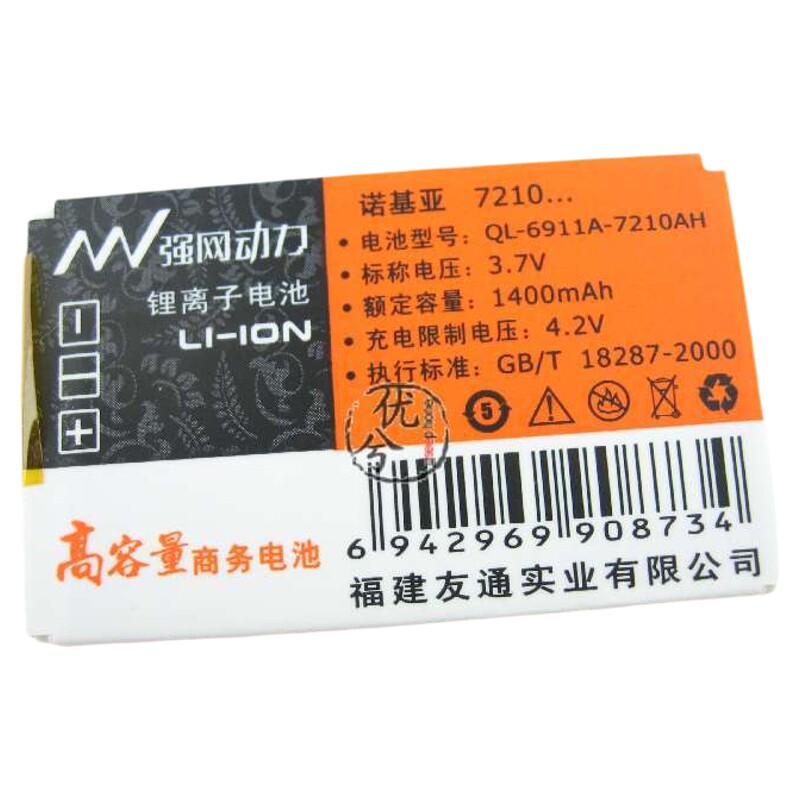 强网动力
锂离子电池
LI-ION
诺基亚 7210...
• 电池型号: QL-6911A-7210AH
• 标称电压: 3.7V
• 额定容量: 1400mAh
• 充电限制电压: 4.2V
• 执行标准: GB/T 18287-2000
5
优兮
高容量商务电池
6 942969 908734
福建友通实业有限公司